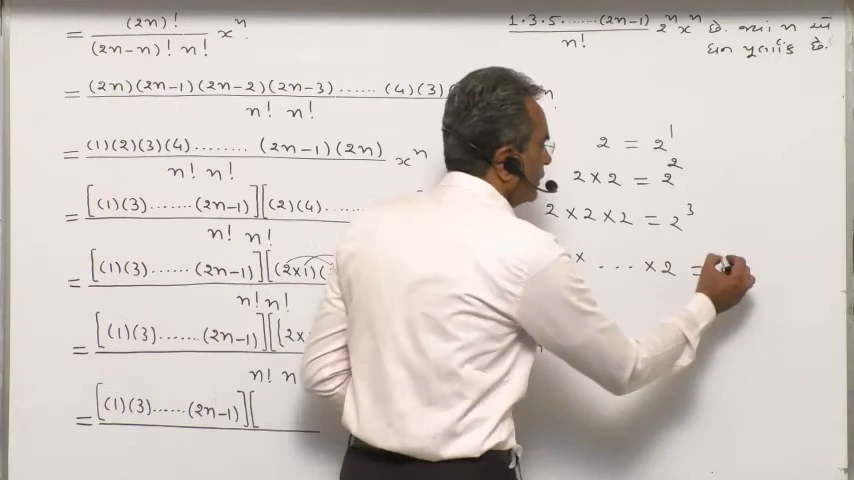 = (2n)! / (2n-n)! n! xⁿ
= (2n)(2n-1)(2n-2)(2n-3)......(4)(3) / n! n!
= (1)(2)(3)(4)........(2n-1)(2n) / n! n! xⁿ
= [(1)(3)......(2n-1)][(2)(4)..... / n! n!
= [(1)(3)......(2n-1)][(2×1)( / n! n!
= [(1)(3)......(2n-1)][{2× / n! n
= [(1)(3)......(2n-1)][
1·3·5·......(2n-1) / n! 2ⁿxⁿ છે. જ્યાં n એ
ધન પૂર્ણાંક છે.
2 = 2¹
2×2 = 2²
2×2×2 = 2³
× ... ×2 =